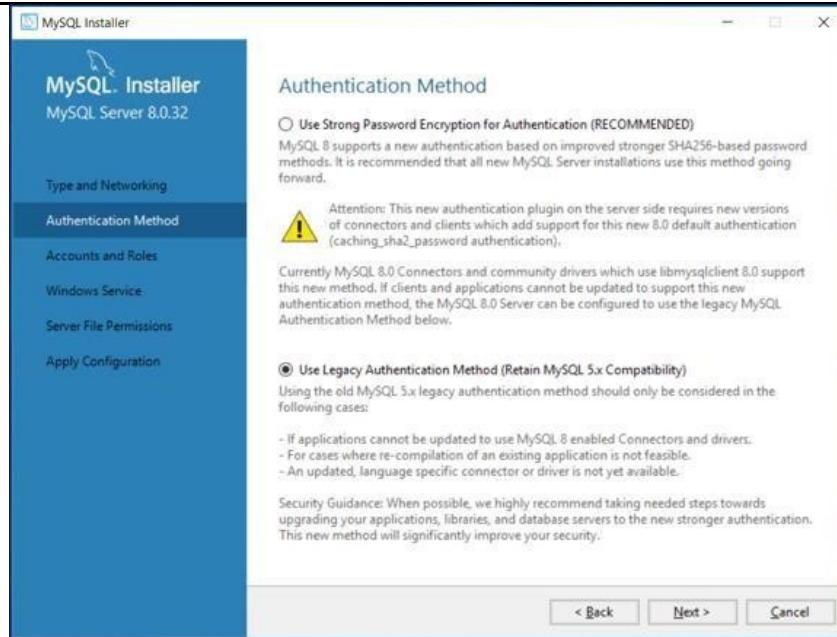 MySQL Installer
MySQL. Installer
MySQL Server 8.0.32
Type and Networking
Authentication Method
Accounts and Roles
Windows Service
Server File Permissions
Apply Configuration
Authentication Method
Use Strong Password Encryption for Authentication (RECOMMENDED)
MySQL 8 supports a new authentication based on improved stronger SHA256-based password
methods. It is recommended that all new MySQL Server installations use this method going
forward.
Attention: This new authentication plugin on the server side requires new versions
of connectors and clients which add support for this new 8.0 default authentication
(caching_sha2_password authentication).
Currently MySQL 8.0 Connectors and community drivers which use libmysqlclient 8.0 support
this new method. If clients and applications cannot be updated to support this new
authentication method, the MySQL 8.0 Server can be configured to use the legacy MySQL
Authentication Method below.
Use Legacy Authentication Method (Retain MySQL 5.x Compatibility)
Using the old MySQL 5.x legacy authentication method should only be considered in the
following cases:
- If applications cannot be updated to use MySQL 8 enabled Connectors and drivers.
- For cases where re-compilation of an existing application is not feasible.
- An updated, language specific connector or driver is not yet available.
Security Guidance: When possible, we highly recommend taking needed steps towards
upgrading your applications, libraries, and database servers to the new stronger authentication.
This new method will significantly improve your security.
< Back
Next >
Cancel